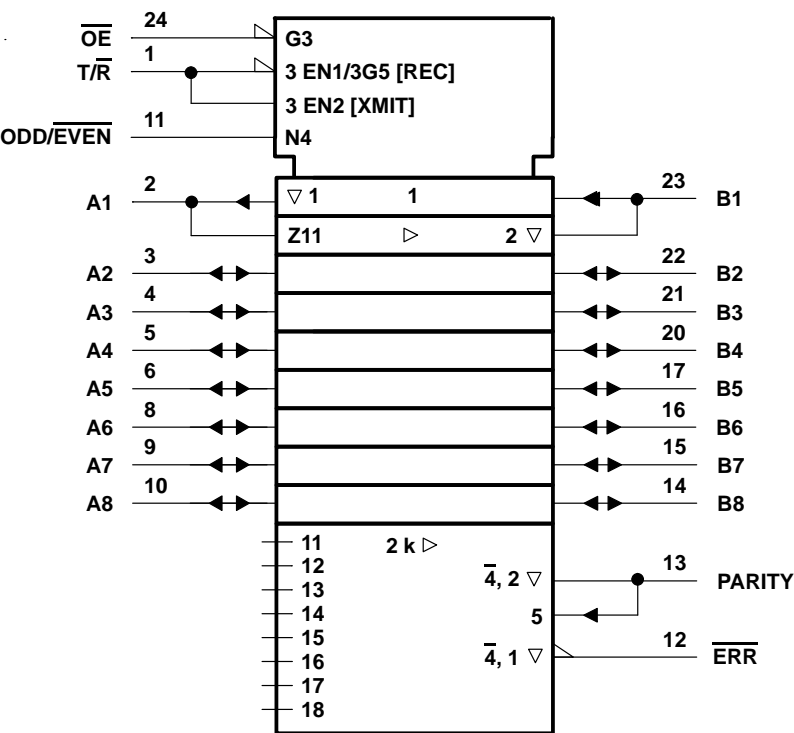 24
O̅E̅ G3
1
T/R̅ 3 EN1/3G5 [REC]
3 EN2 [XMIT]
11
ODD/E̅V̅E̅N̅ N4
2 23
A1 ▽ 1 1 B1
Z11 ▷ 2 ▽
3 22
A2 B2
4 21
A3 B3
5 20
A4 B4
6 17
A5 B5
8 16
A6 B6
9 15
A7 B7
10 14
A8 B8
11 2 k ▷
12
13
4̅, 2 ▽ PARITY
13
14 5
15
12
16 4̅, 1 ▽ E̅R̅R̅
17
18